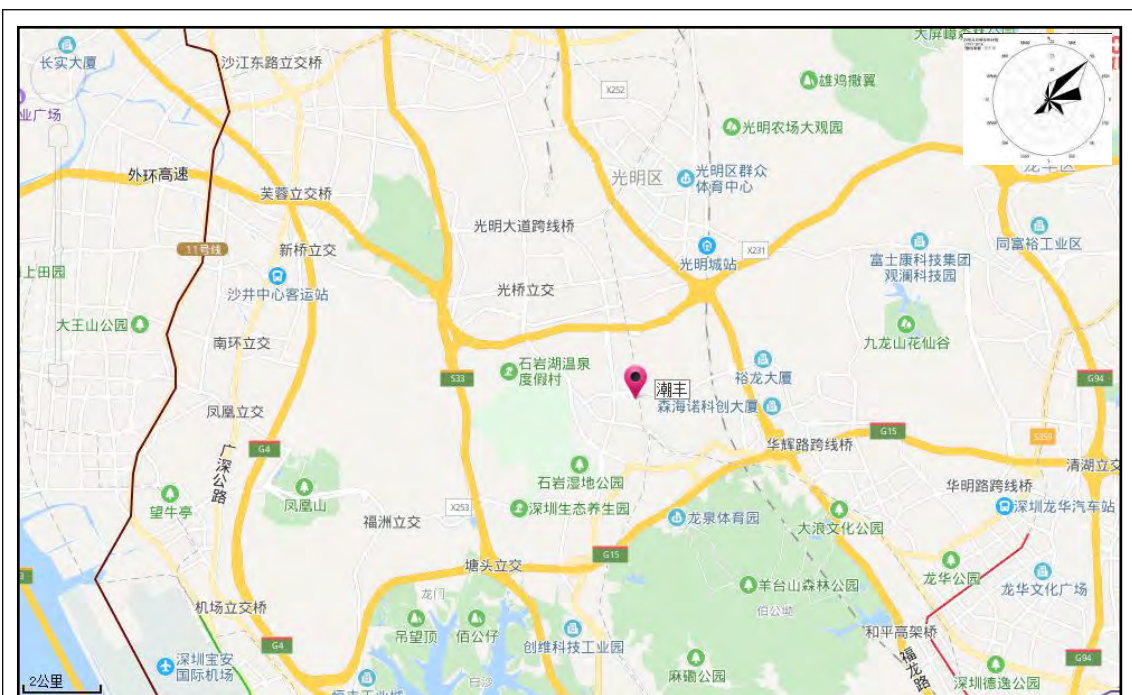 长实大厦
沙江东路立交桥
X252
雄鸡撒翼
业广场
光明农场大观园
光明区
光明区群众
体育中心
外环高速
芙蓉立交桥
光明大道跨线桥
11号线
新桥立交
光明城站
X231
同富裕工业区
富士康科技集团
观澜科技园
上田园
沙井中心客运站
光桥立交
大王山公园
南环立交
九龙山花仙谷
石岩湖温泉
度假村
裕龙大厦
S33
G94
潮丰
森海诺科创大厦
凤凰立交
G4
广深公路
G15
华辉路跨线桥
清湖立交
石岩湿地公园
凤凰山
望牛亭
X253
深圳生态养生园
福洲立交
龙泉体育园
大浪文化公园
华明路跨线桥
深圳龙华汽车站
G15
塘头立交
羊台山森林公园
伯公坳
龙华公园
龙华文化广场
龙门
机场立交桥
吊望顶
佰公仔
创维科技工业园
和平高架桥
G4
福龙路
G94
深圳宝安
国际机场
麻磡公园
深圳德逸公园
白沙
2公里